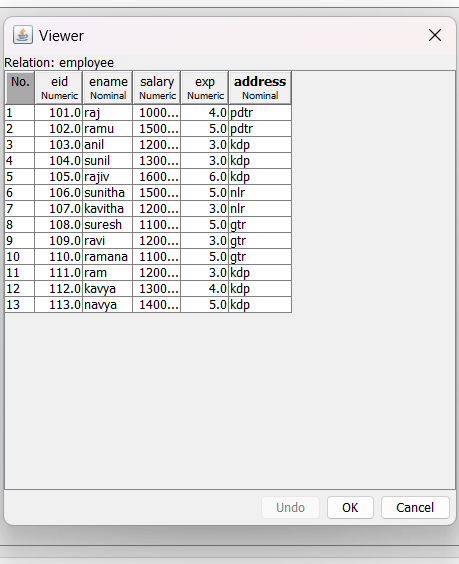 Viewer
Relation: employee
No. eid ename salary exp address
Numeric Nominal Numeric Numeric Nominal
1 101.0 raj 1000... 4.0 pdtr
2 102.0 ramu 1500... 5.0 pdtr
3 103.0 anil 1200... 3.0 kdp
4 104.0 sunil 1300... 3.0 kdp
5 105.0 rajiv 1600... 6.0 kdp
6 106.0 sunitha 1500... 5.0 nlr
7 107.0 kavitha 1200... 3.0 nlr
8 108.0 suresh 1100... 5.0 gtr
9 109.0 ravi 1200... 3.0 gtr
10 110.0 ramana 1100... 5.0 gtr
11 111.0 ram 1200... 3.0 kdp
12 112.0 kavya 1300... 4.0 kdp
13 113.0 navya 1400... 5.0 kdp
Undo OK Cancel